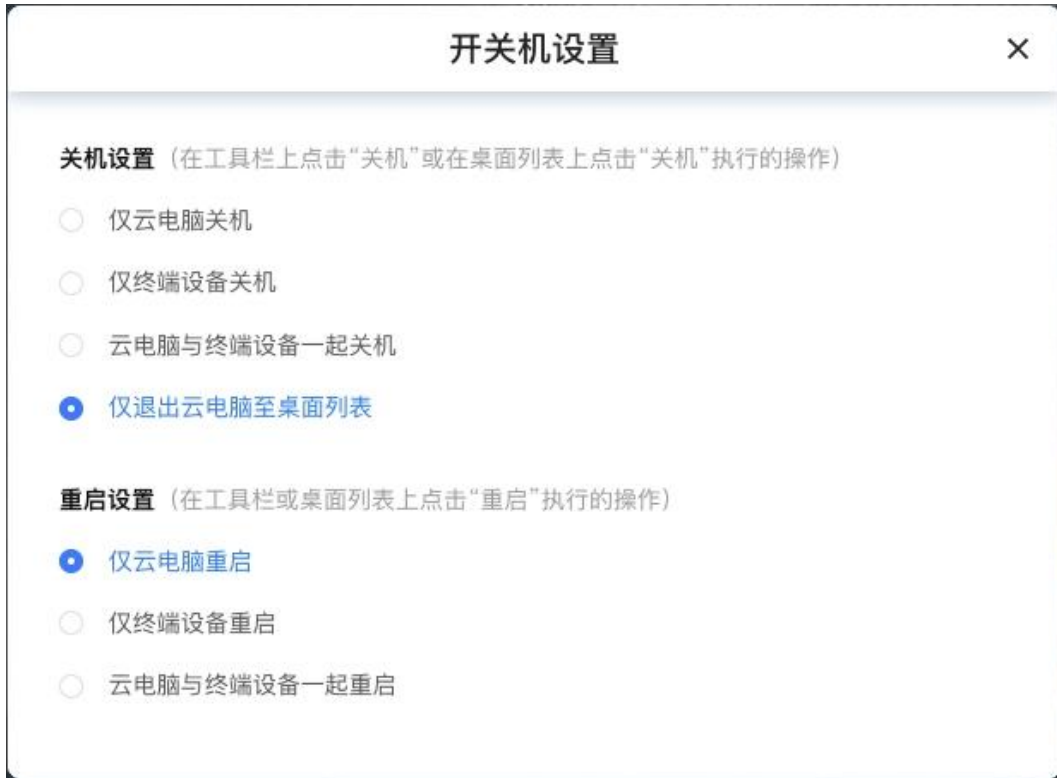 开关机设置
关机设置（在工具栏上点击“关机”或在桌面列表上点击“关机”执行的操作）
仅云电脑关机
仅终端设备关机
云电脑与终端设备一起关机
仅退出云电脑至桌面列表
重启设置（在工具栏或桌面列表上点击“重启”执行的操作）
仅云电脑重启
仅终端设备重启
云电脑与终端设备一起重启